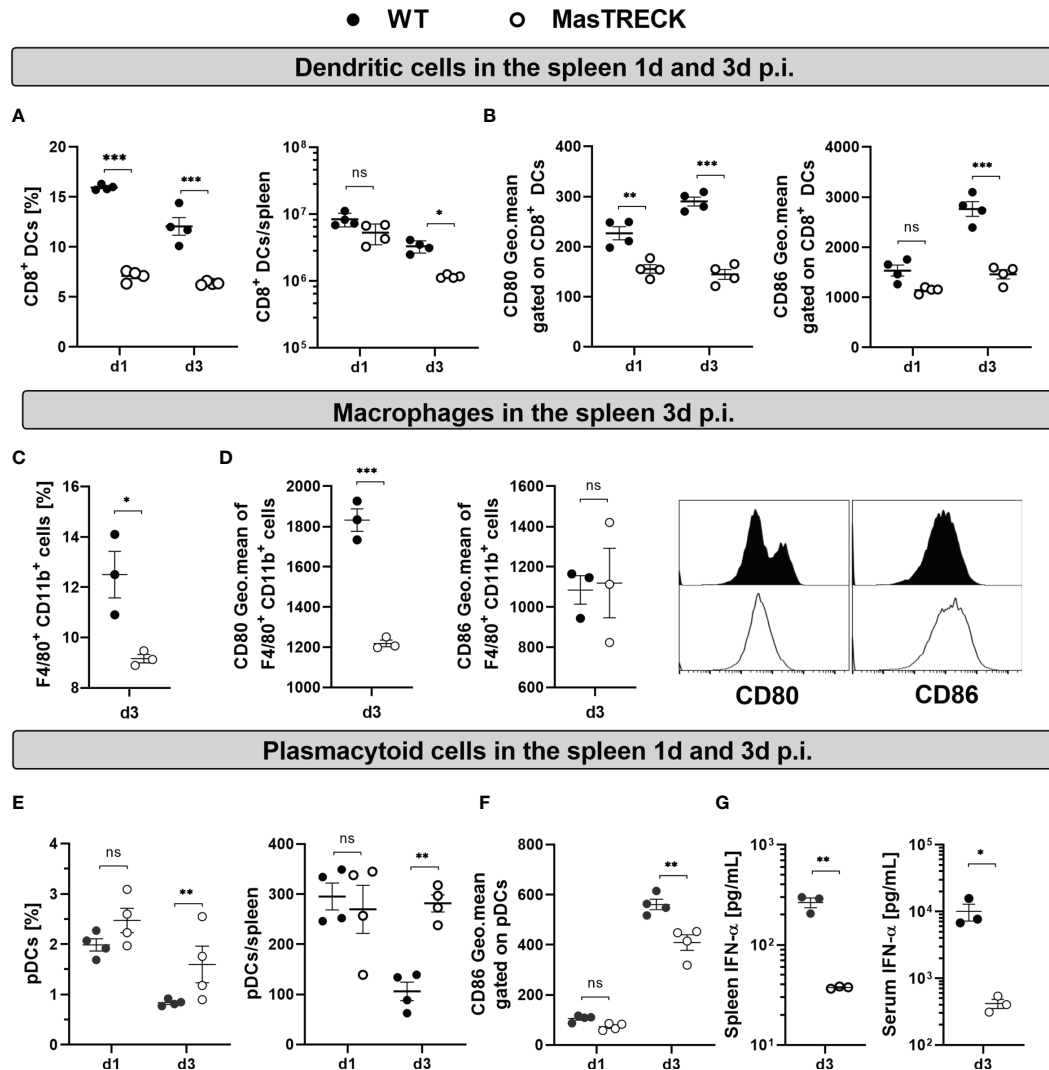 WT MasTRECK
Dendritic cells in the spleen 1d and 3d p.i.
A
B
CD8+ DCs [%]
20
15
10
5
0
***
***
d1
d3
CD8+ DCs/spleen
10^8
10^7
10^6
10^5
ns
*
d1
d3
CD80 Geo.mean
gated on CD8+ DCs
400
300
200
100
0
**
***
d1
d3
CD86 Geo.mean
gated on CD8+ DCs
4000
3000
2000
1000
0
ns
***
d1
d3
Macrophages in the spleen 3d p.i.
C
D
F4/80+ CD11b+ cells [%]
16
14
12
10
8
*
d3
CD80 Geo.mean of
F4/80+ CD11b+ cells
2000
1800
1600
1400
1200
1000
***
d3
CD86 Geo.mean of
F4/80+ CD11b+ cells
1600
1400
1200
1000
800
600
ns
d3
CD80
CD86
Plasmacytoid cells in the spleen 1d and 3d p.i.
E
F
G
pDCs [%]
4
3
2
1
0
ns
**
d1
d3
pDCs/spleen
400
300
200
100
0
ns
**
d1
d3
CD86 Geo.mean
gated on pDCs
800
600
400
200
0
ns
**
d1
d3
Spleen IFN-α [pg/mL]
10^3
10^2
10^1
**
d3
Serum IFN-α [pg/mL]
10^5
10^4
10^3
10^2
*
d3